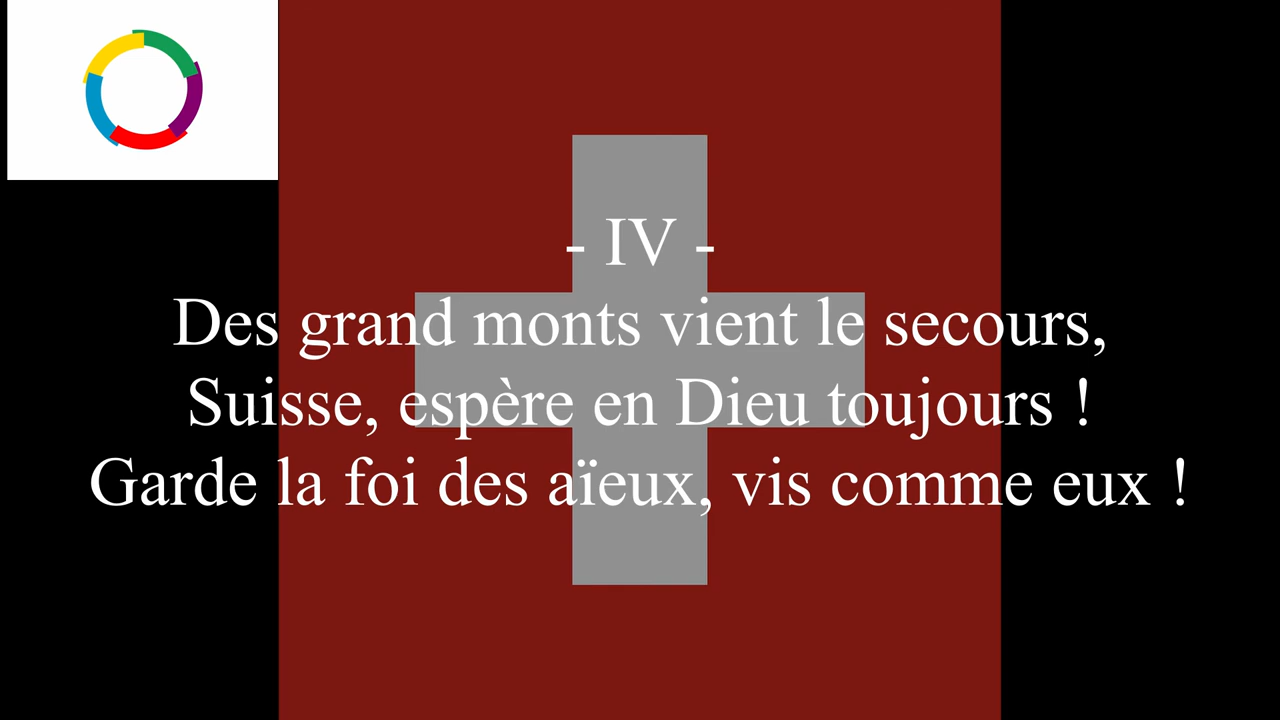 - IV -
Des grand monts vient le secours,
Suisse, espère en Dieu toujours !
Garde la foi des aïeux, vis comme eux !